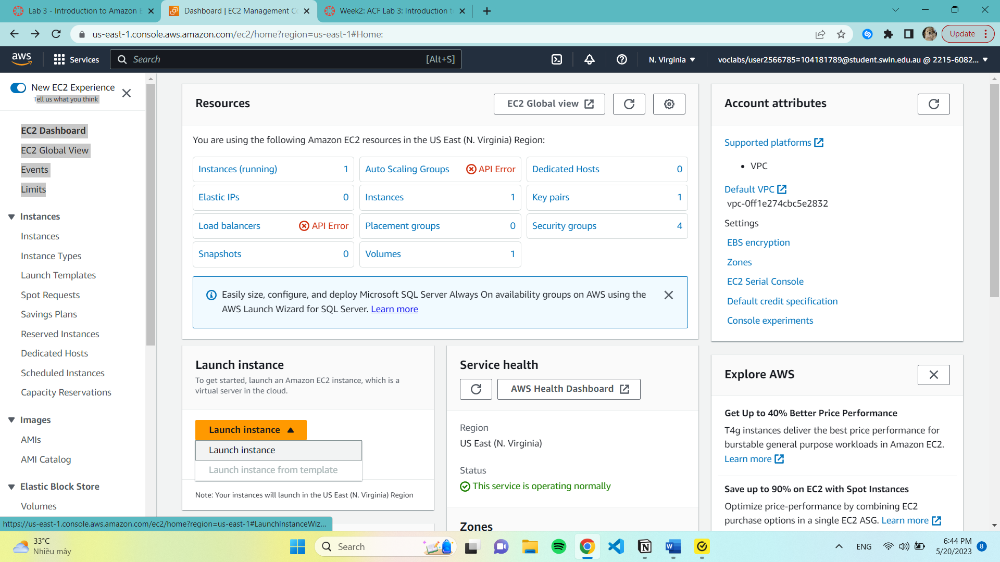 Lab 3 - Introduction to Amazon E
Dashboard | EC2 Management Co
Week2: ACF Lab 3: Introduction to
us-east-1.console.aws.amazon.com/ec2/home?region=us-east-1#Home:
Update
aws
Services
Search
[Alt+S]
N. Virginia
voclabs/user2566785=104181789@student.swin.edu.au @ 2215-6082...
New EC2 Experience
Tell us what you think
EC2 Dashboard
EC2 Global View
Events
Limits
Instances
Instances
Instance Types
Launch Templates
Spot Requests
Savings Plans
Reserved Instances
Dedicated Hosts
Scheduled Instances
Capacity Reservations
Images
AMIs
AMI Catalog
Elastic Block Store
Volumes
Resources
EC2 Global view
You are using the following Amazon EC2 resources in the US East (N. Virginia) Region:
Instances (running) 1
Auto Scaling Groups API Error
Dedicated Hosts 0
Elastic IPs 0
Instances 1
Key pairs 1
Load balancers API Error
Placement groups 0
Security groups 4
Snapshots 0
Volumes 1
Easily size, configure, and deploy Microsoft SQL Server Always On availability groups on AWS using the
AWS Launch Wizard for SQL Server. Learn more
Launch instance
To get started, launch an Amazon EC2 instance, which is a
virtual server in the cloud.
Launch instance
Launch instance
Launch instance from template
Note: Your instances will launch in the US East (N. Virginia) Region
Service health
AWS Health Dashboard
Region
US East (N. Virginia)
Status
This service is operating normally
Zones
Account attributes
Supported platforms
• VPC
Default VPC
vpc-0ff1e274cbc5e2832
Settings
EBS encryption
Zones
EC2 Serial Console
Default credit specification
Console experiments
Explore AWS
Get Up to 40% Better Price Performance
T4g instances deliver the best price performance for
burstable general purpose workloads in Amazon EC2.
Learn more
Save up to 90% on EC2 with Spot Instances
Optimize price-performance by combining EC2
purchase options in a single EC2 ASG. Learn more
https://us-east-1.console.aws.amazon.com/ec2/home?region=us-east-1#LaunchInstanceWiz...
33°C
Nhiều mây
Search
ENG
6:44 PM
5/20/2023
8